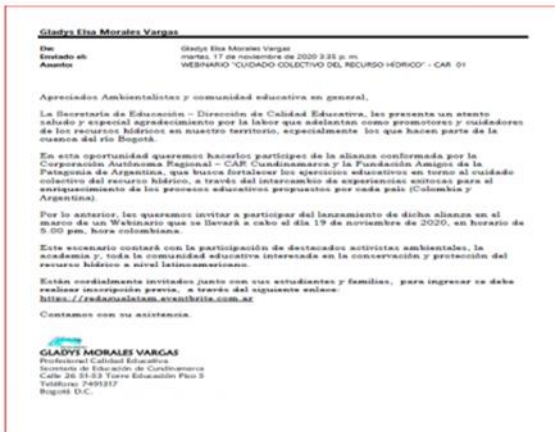 Gladys Elsa Morales Vargas
De: Gladys Elsa Morales Vargas
Enviado el: martes, 17 de noviembre de 2020 3:35 p. m.
Asunto: WEBINARIO "CUIDADO COLECTIVO DEL RECURSO HÍDRICO" - CAR 01
Apreciados Ambientalistas y comunidad educativa en general,
La Secretaría de Educación – Dirección de Calidad Educativa, les presenta un atento
saludo y especial agradecimiento por la labor que adelantan como promotores y cuidadores
de los recursos hídricos en nuestro territorio, especialmente los que hacen parte de la
cuenca del río Bogotá.
En esta oportunidad queremos hacerlos partícipes de la alianza conformada por la
Corporación Autónoma Regional – CAR Cundinamarca y la Fundación Amigos de la
Patagonia de Argentina, que busca fortalecer los ejercicios educativos en torno al cuidado
colectivo del recurso hídrico, a través del intercambio de experiencias exitosas para el
enriquecimiento de los procesos educativos propuestos por cada país (Colombia y
Argentina).
Por lo anterior, les queremos invitar a participar del lanzamiento de dicha alianza en el
marco de un Webinario que se llevará a cabo el día 19 de noviembre de 2020, en horario de
5:00 pm, hora colombiana.
Este escenario contará con la participación de destacados activistas ambientales, la
academia y, toda la comunidad educativa interesada en la conservación y protección del
recurso hídrico a nivel latinoamericano.
Están cordialmente invitados junto con sus estudiantes y familias, para ingresar se debe
realizar inscripción previa, a través del siguiente enlace:
https://redazualatam.eventbrite.com.ar
Contamos con su asistencia.
GLADYS MORALES VARGAS
Profesional Calidad Educativa
Secretaría de Educación de Cundinamarca
Calle 26 51-53 Torre Educación Piso 5
Teléfono 7491317
Bogotá D.C.